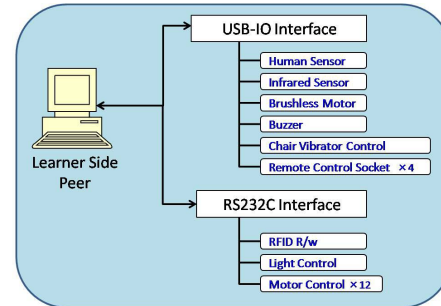 USB-IO Interface
Human Sensor
Infrared Sensor
Brushless Motor
Buzzer
Chair Vibrator Control
Remote Control Socket ×4
Learner Side
Peer
RS232C Interface
RFID R/w
Light Control
Motor Control ×12